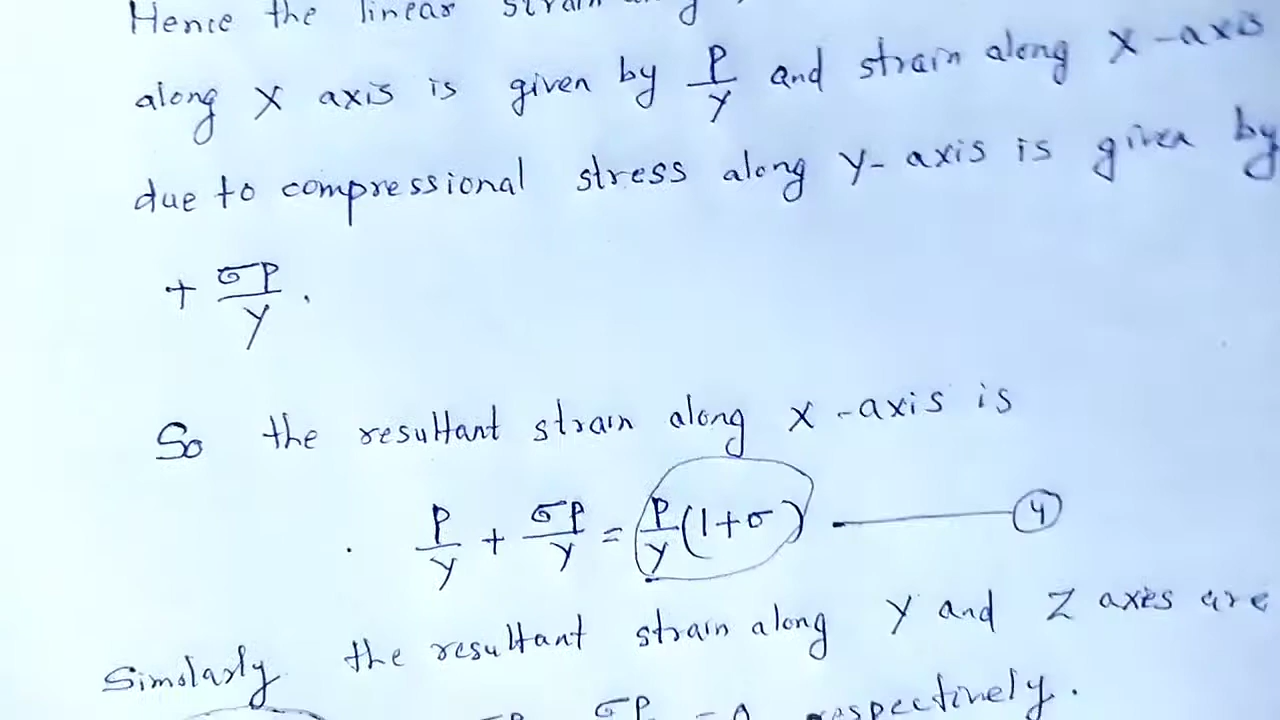 Hence the linear strain
along X axis is given by P/Y and strain along X-axis
due to compressional stress along Y-axis is given by
+ σP/Y.
So the resultant strain along X-axis is
P/Y + σP/Y = P/Y (1+σ) ——— (4)
Similarly the resultant strain along Y and Z axes are
σP = 0 respectively.